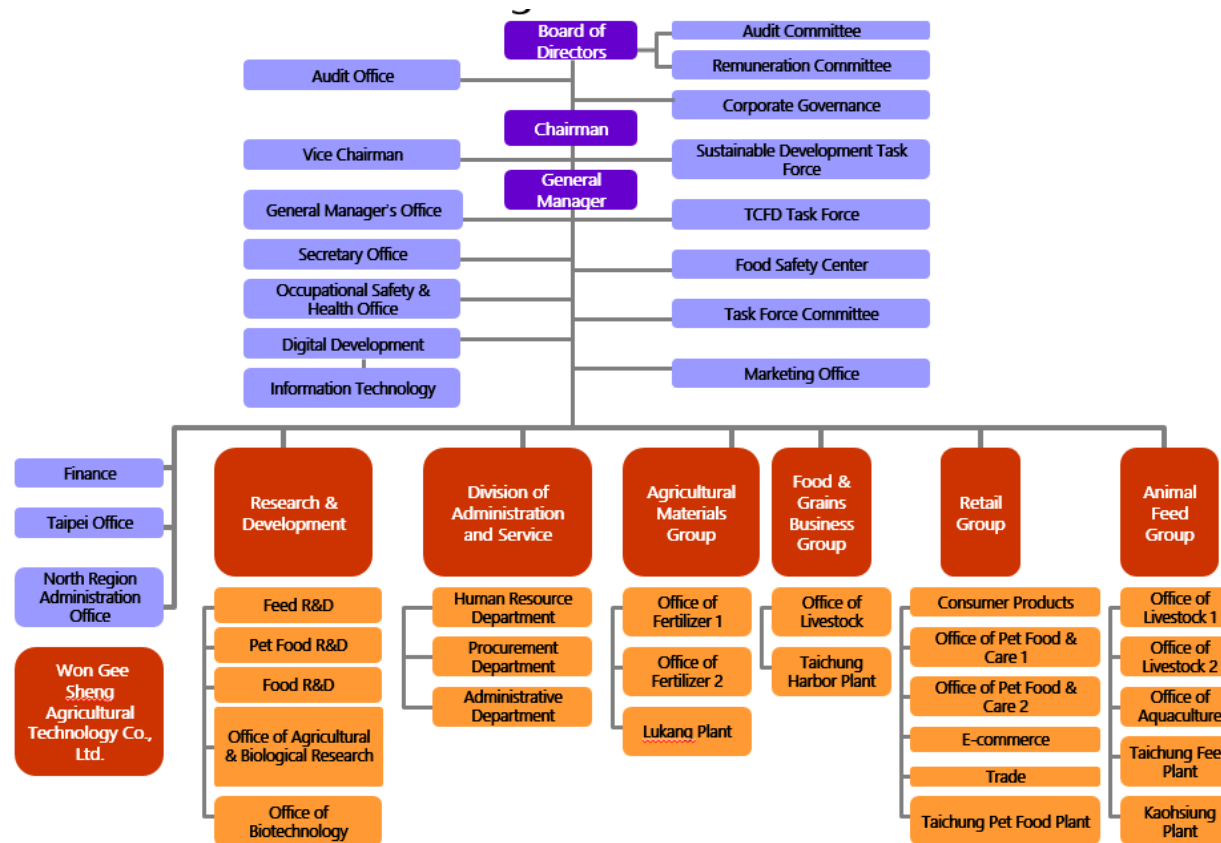 Board of
Directors
Audit Committee
Remuneration Committee
Audit Office
Corporate Governance
Chairman
Vice Chairman
Sustainable Development Task
Force
General
Manager
General Manager's Office
TCFD Task Force
Secretary Office
Food Safety Center
Occupational Safety &
Health Office
Task Force Committee
Digital Development
Information Technology
Marketing Office
Finance
Taipei Office
North Region
Administration
Office
Won Gee
Sheng
Agricultural
Technology Co.,
Ltd.
Research &
Development
Feed R&D
Pet Food R&D
Food R&D
Office of Agricultural
& Biological Research
Office of
Biotechnology
Division of
Administration
and Service
Human Resource
Department
Procurement
Department
Administrative
Department
Agricultural
Materials
Group
Office of
Fertilizer 1
Office of
Fertilizer 2
Lukang Plant
Food &
Grains
Business
Group
Office of
Livestock
Taichung
Harbor Plant
Retail
Group
Consumer Products
Office of Pet Food &
Care 1
Office of Pet Food &
Care 2
E-commerce
Trade
Taichung Pet Food Plant
Animal
Feed
Group
Office of
Livestock 1
Office of
Livestock 2
Office of
Aquaculture
Taichung Fee
Plant
Kaohsiung
Plant